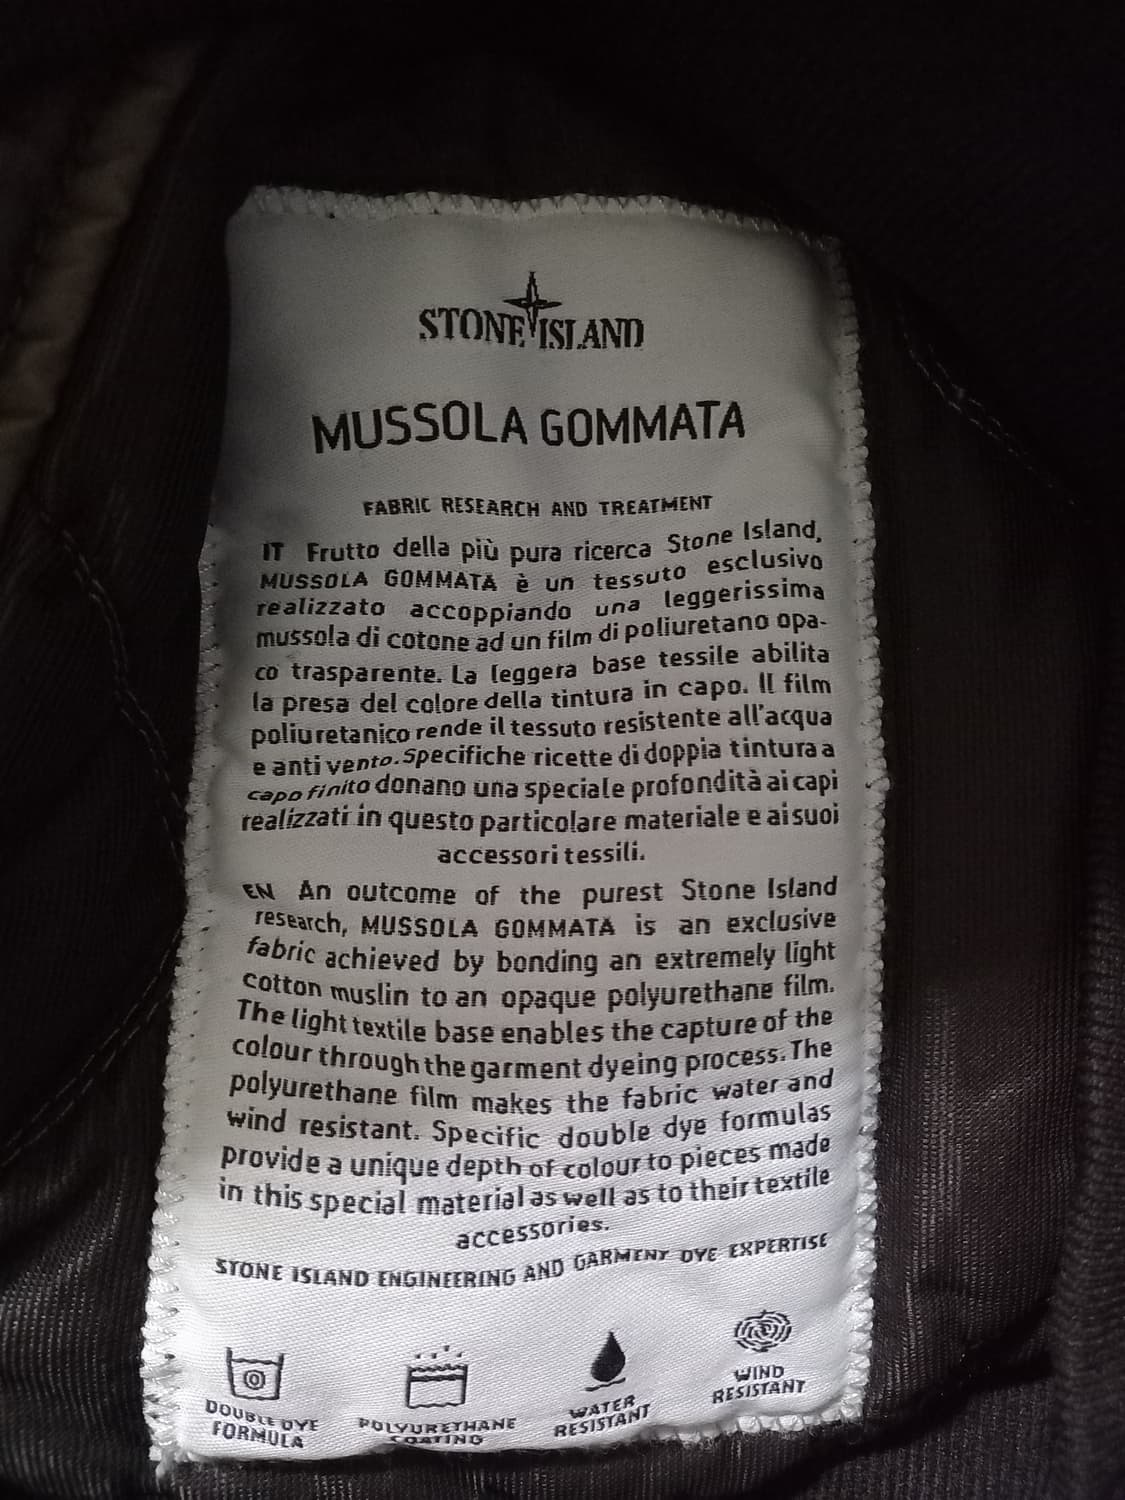 STONE ISLAND
MUSSOLA GOMMATA
FABRIC RESEARCH AND TREATMENT
IT Frutto della più pura ricerca Stone Island,
MUSSOLA GOMMATA è un tessuto esclusivo
realizzato accoppiando una leggerissima
mussola di cotone ad un film di poliuretano opa-
co trasparente. La leggera base tessile abilita
la presa del colore della tintura in capo. Il film
poliuretanico rende il tessuto resistente all'acqua
e anti vento. Specifiche ricette di doppia tintura a
capo finito donano una speciale profondità ai capi
realizzati in questo particolare materiale e ai suoi
accessori tessili.
EN An outcome of the purest Stone Island
research, MUSSOLA GOMMATA is an exclusive
fabric achieved by bonding an extremely light
cotton muslin to an opaque polyurethane film.
The light textile base enables the capture of the
colour through the garment dyeing process. The
polyurethane film makes the fabric water and
wind resistant. Specific double dye formulas
provide a unique depth of colour to pieces made
in this special material as well as to their textile
accessories.
STONE ISLAND ENGINEERING AND GARMENT DYE EXPERTISE
DOUBLE DYE
FORMULA
POLYURETHANE
COATING
WATER
RESISTANT
WIND
RESISTANT